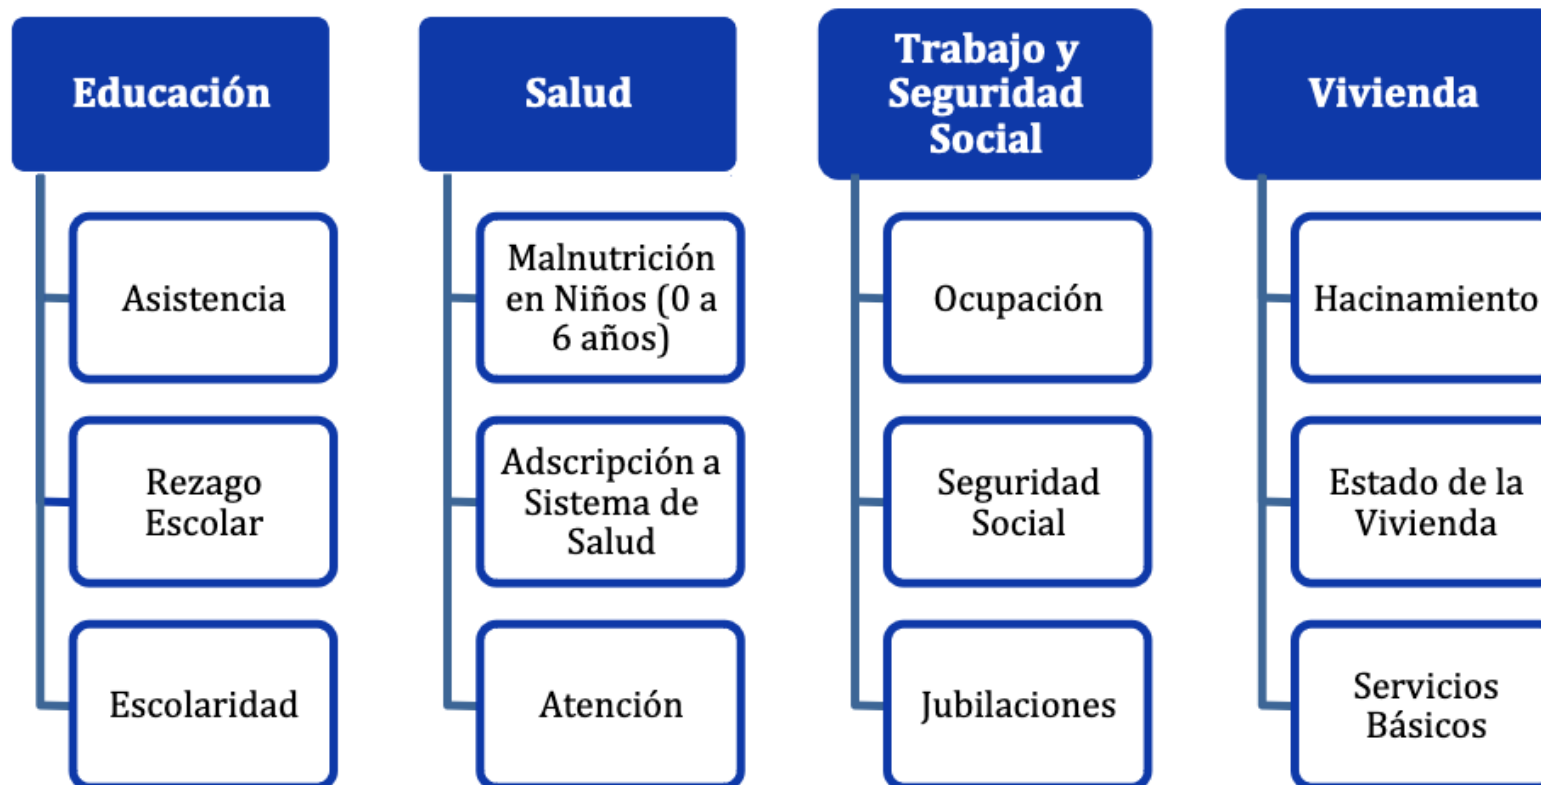 Educación
Asistencia
Rezago
Escolar
Escolaridad
Salud
Malnutrición
en Niños (0 a
6 años)
Adscripción a
Sistema de
Salud
Atención
Trabajo y
Seguridad
Social
Ocupación
Seguridad
Social
Jubilaciones
Vivienda
Hacinamiento
Estado de la
Vivienda
Servicios
Básicos